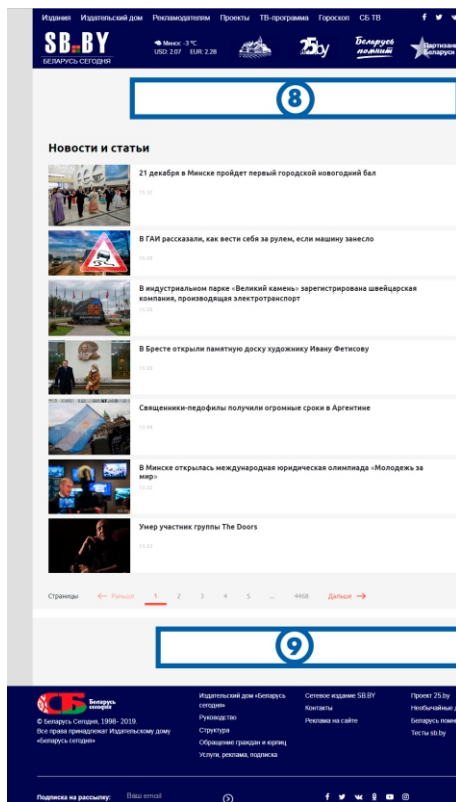 Издания Издательский дом Рекламодателям Проекты ТВ-программа Гороскоп СБ ТВ
SB.BY
БЕЛАРУСЬ СЕГОДНЯ
Минск: -3 °C
USD: 2.07 EUR: 2.28
25by
Беларусь помнит
Партизаны Беларуси
8
Новости и статьи
21 декабря в Минске пройдет первый городской новогодний бал
В ГАИ рассказали, как вести себя за рулем, если машину занесло
В индустриальном парке «Великий камень» зарегистрирована швейцарская
компания, производящая электротранспорт
В Бресте открыли памятную доску художнику Ивану Фетисову
Священники-педофилы получили огромные сроки в Аргентине
В Минске открылась международная юридическая олимпиада «Молодежь за
мир»
Умер участник группы The Doors
Страницы ← Раньше 1 2 3 4 5 ... 4468 Дальше →
9
СБ Беларусь сегодня
© Беларусь Сегодня, 1998- 2019.
Все права принадлежат Издательскому дому
«Беларусь сегодня»
Издательский дом «Беларусь
сегодня»
Руководство
Структура
Обращение граждан и юрлиц
Услуги, реклама, подписка
Сетевое издание SB.BY
Контакты
Реклама на сайте
Проект 25.by
Необычайные
Беларусь
Тесты sb.by
Подписка на рассылку: Ваш email